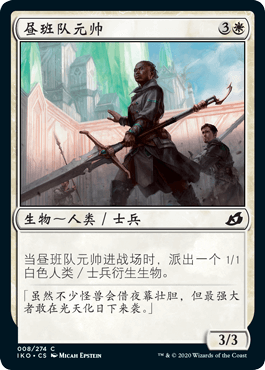 昼班队元帅 3
生物～人类 / 士兵
当昼班队元帅进战场时，派出一个 1/1
白色人类 / 士兵衍生生物。
「虽然不少怪兽会借夜幕壮胆，但最强大
者敢在光天化日下来袭。」
3/3
008/274 C
IKO • CS MICAH EPSTEIN
™ & © 2020 Wizards of the Coast